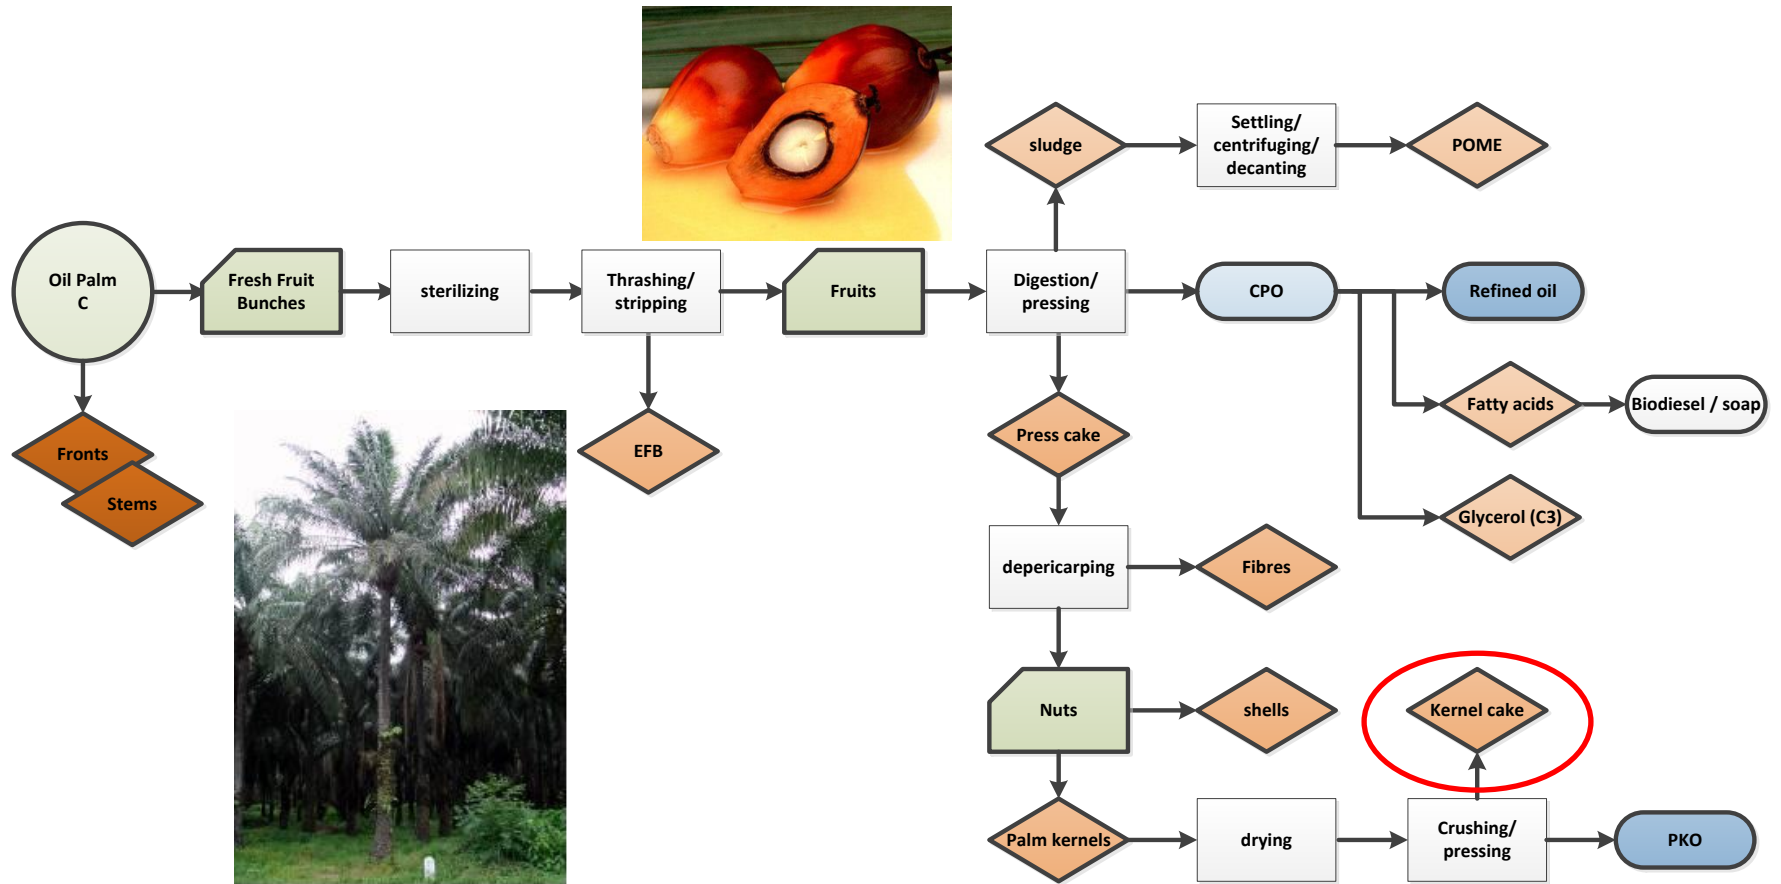 sludge
Settling/
centrifuging/
decanting
POME
Oil Palm
C
Fresh Fruit
Bunches
sterilizing
Thrashing/
stripping
Fruits
Digestion/
pressing
CPO
Refined oil
Fatty acids
Biodiesel / soap
Fronts
Stems
EFB
Press cake
Glycerol (C3)
depericarping
Fibres
Nuts
shells
Kernel cake
Palm kernels
drying
Crushing/
pressing
PKO